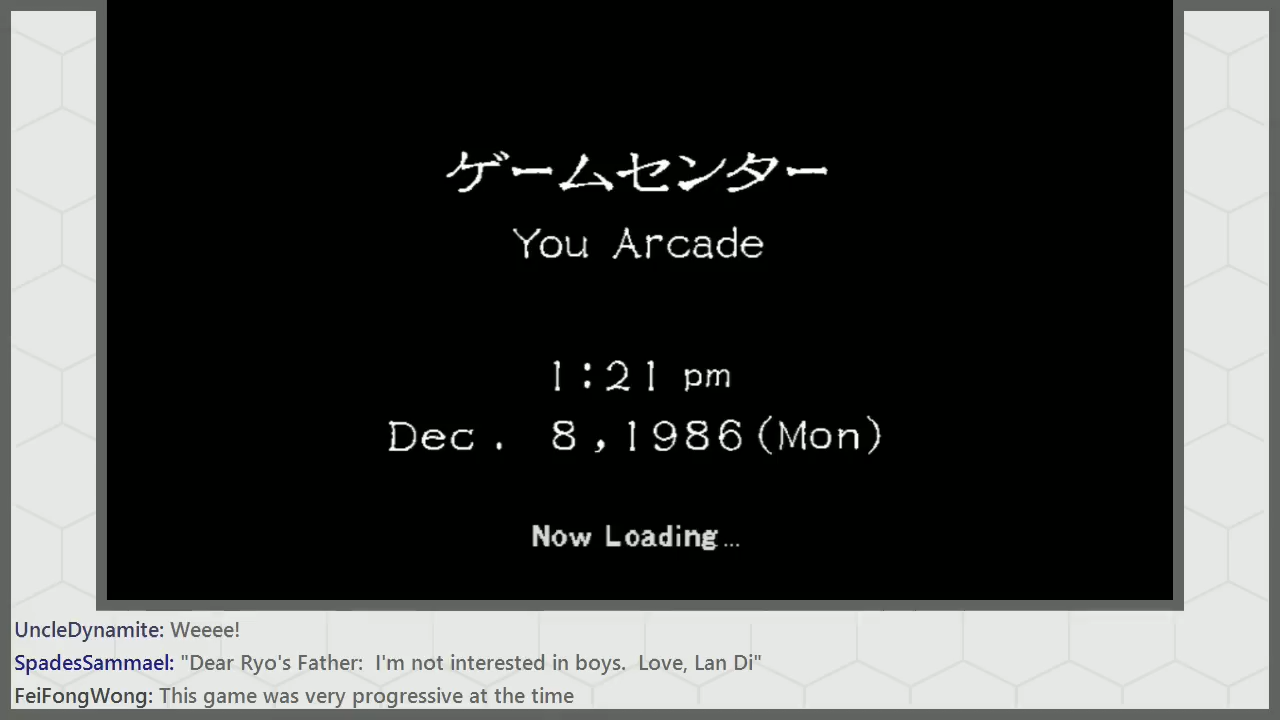 ゲームセンター
You Arcade
1:21 pm
Dec. 8,1986(Mon)
Now Loading...
UncleDynamite: Weeee!
SpadesSammael: "Dear Ryo's Father:  I'm not interested in boys.  Love, Lan Di"
FeiFongWong: This game was very progressive at the time